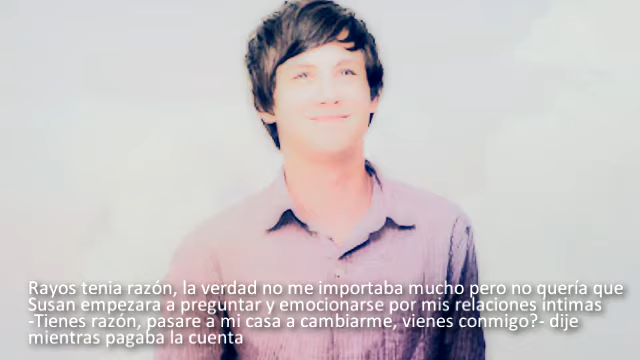 Rayos tenia razón, la verdad no me importaba mucho pero no quería que
Susan empezara a preguntar y emocionarse por mis relaciones intimas
-Tienes razón, pasare a mi casa a cambiarme, vienes conmigo?- dije
mientras pagaba la cuenta